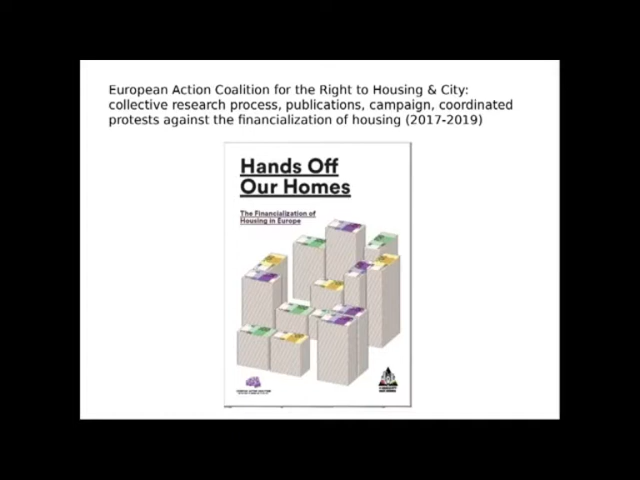 European Action Coalition for the Right to Housing & City:
collective research process, publications, campaign, coordinated
protests against the financialization of housing (2017-2019)
Hands Off
Our Homes
The Financialization of
Housing in Europe